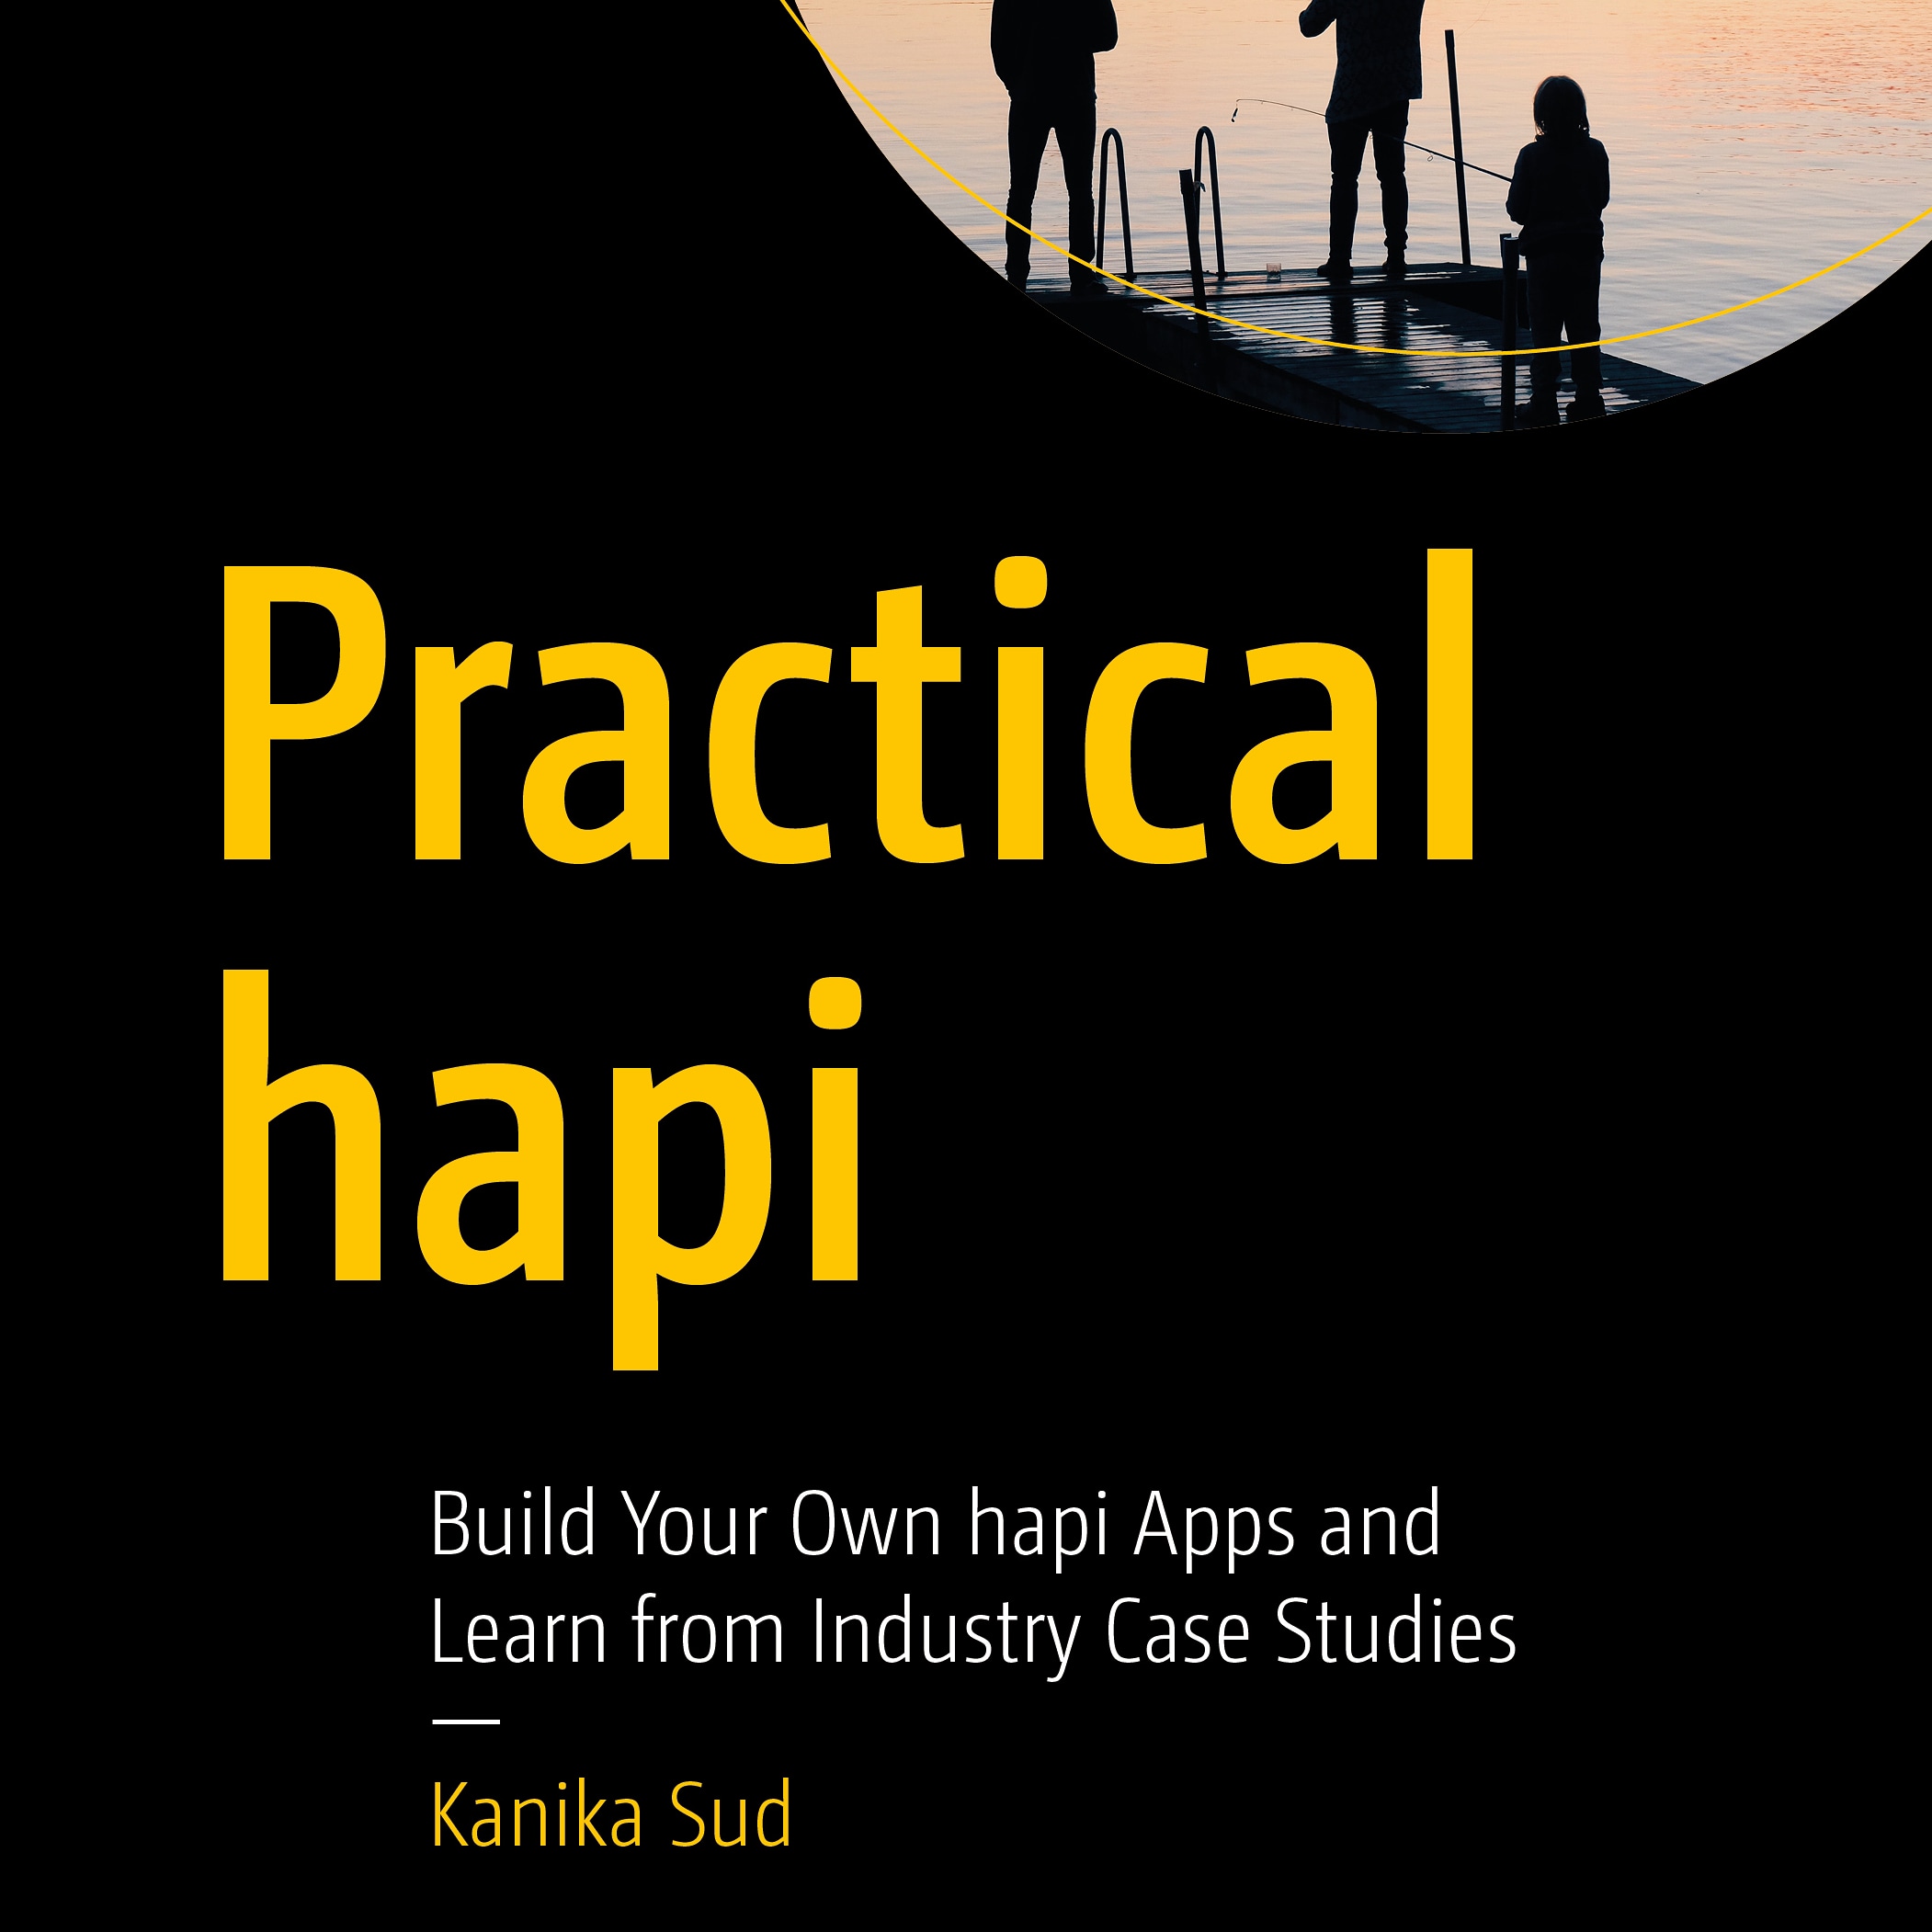 Practical
hapi
Build Your Own hapi Apps and
Learn from Industry Case Studies
Kanika Sud